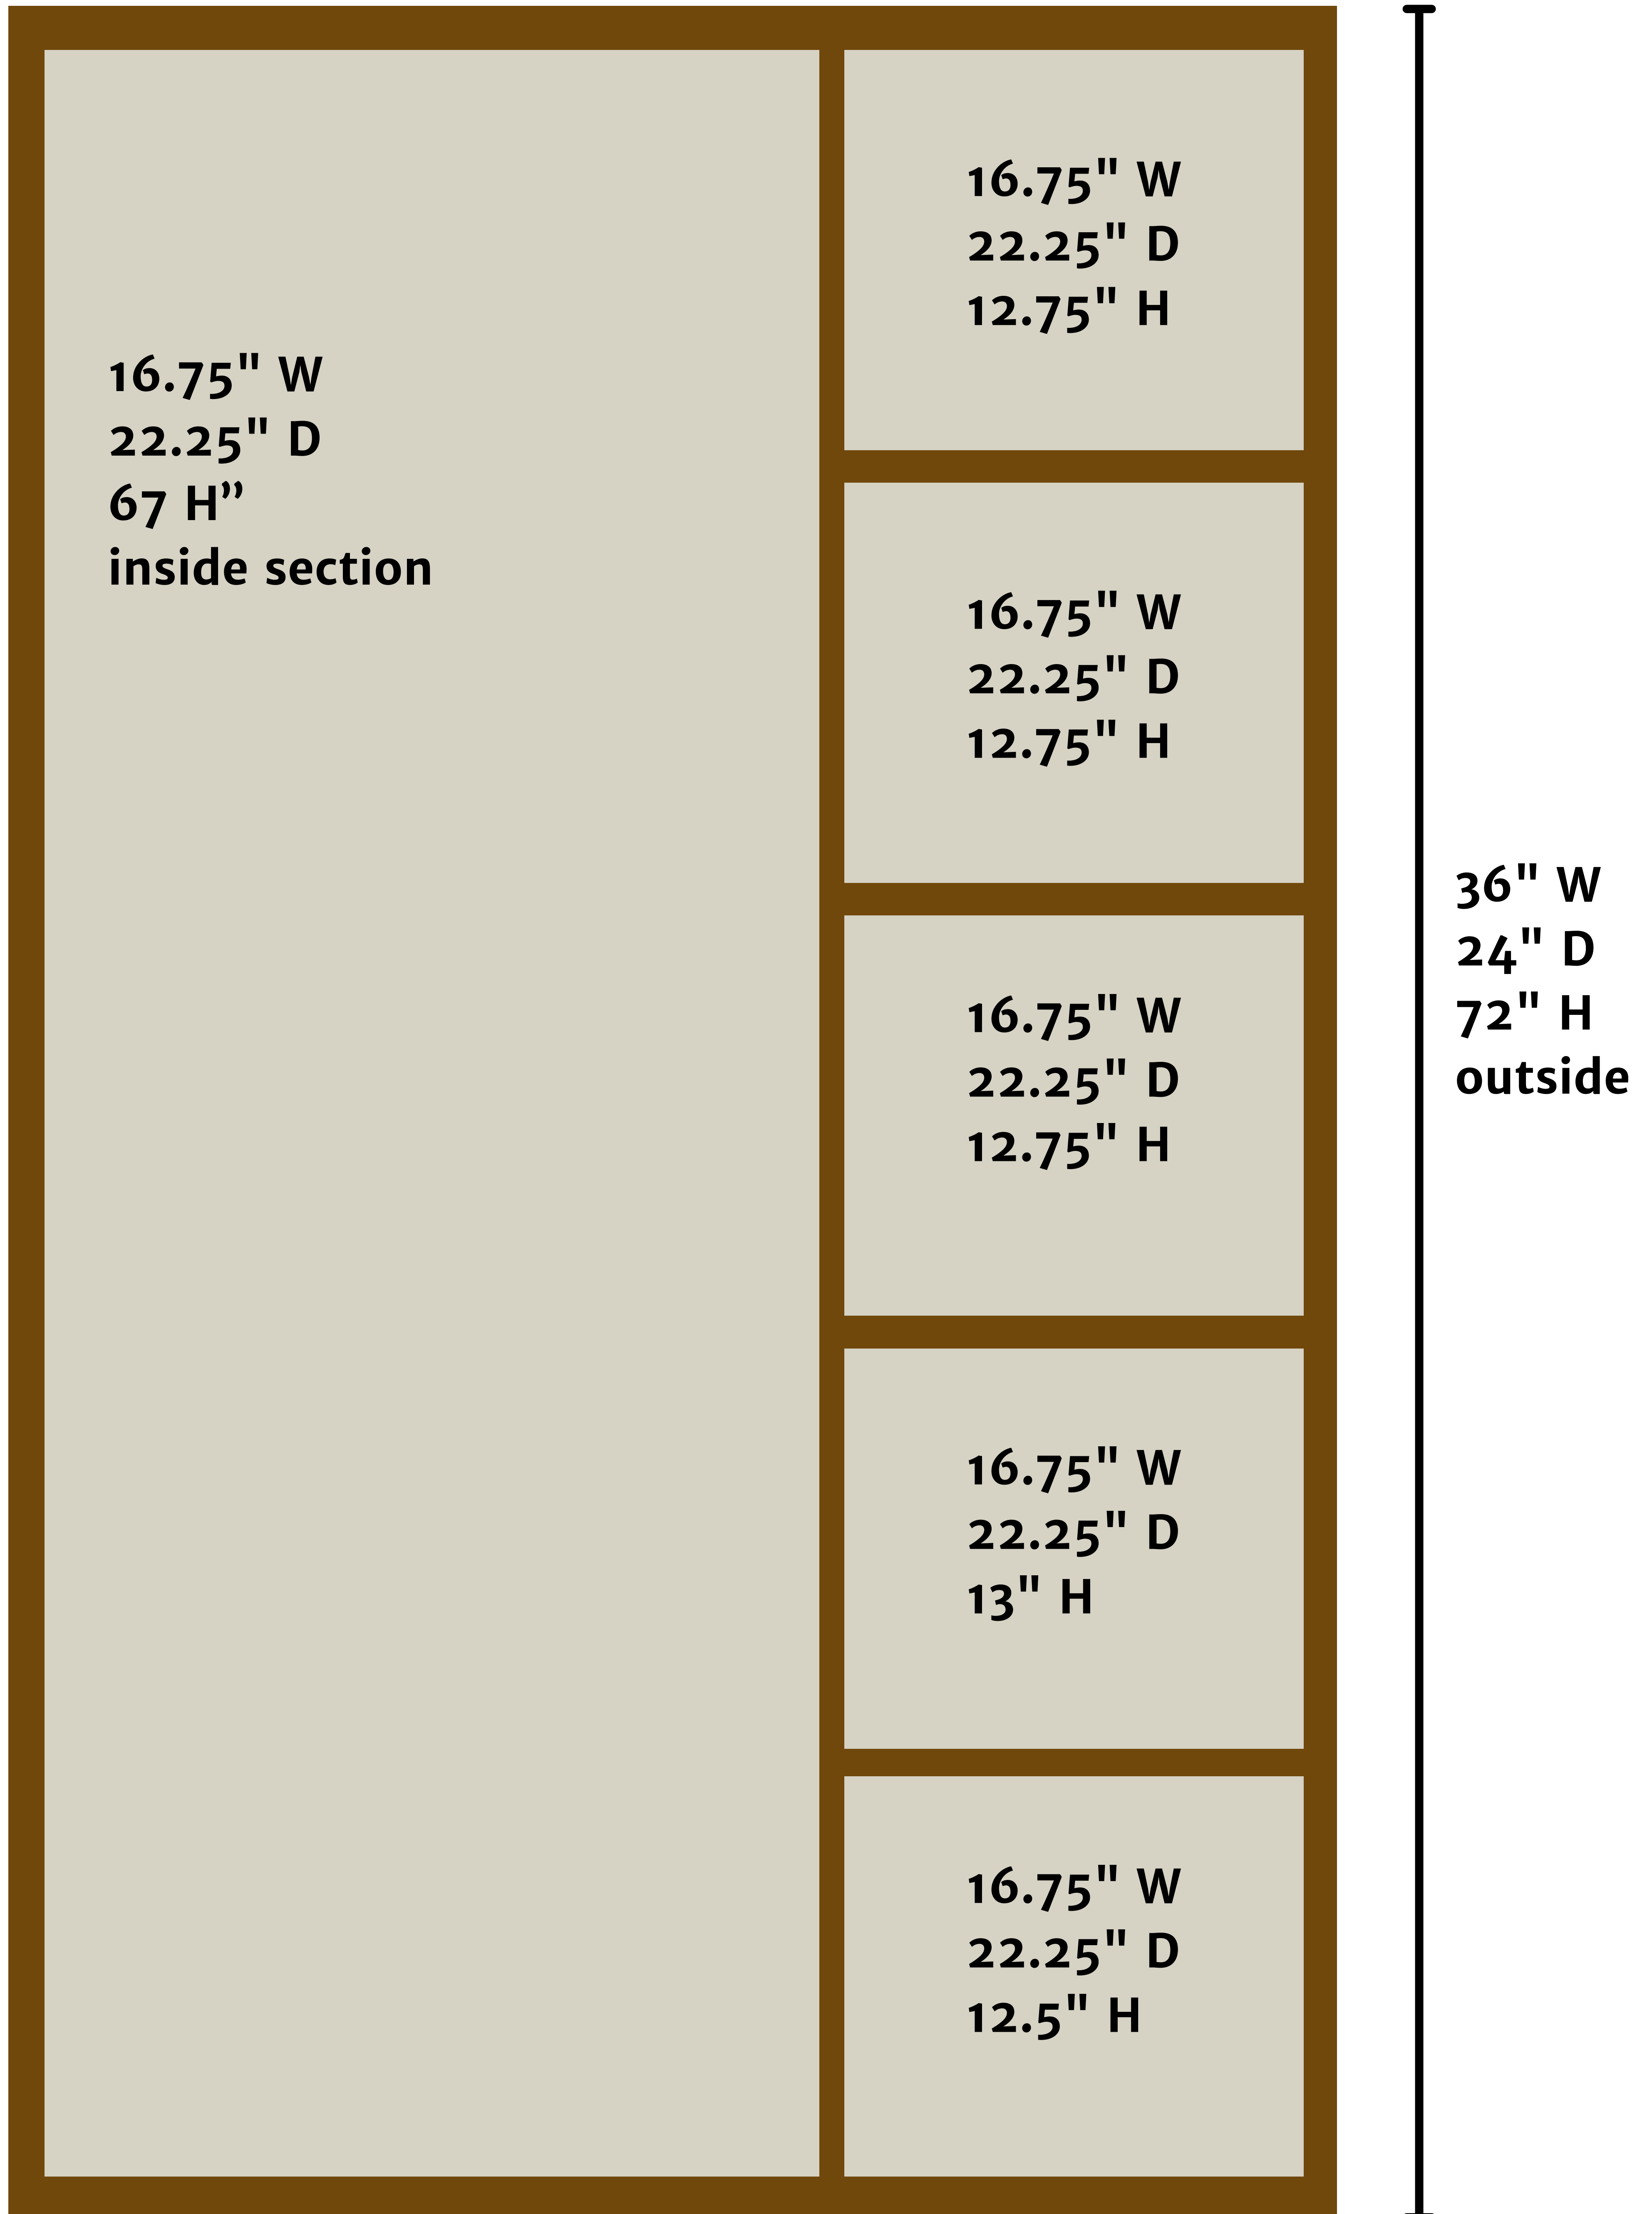 16.75" W
22.25" D
12.75" H
16.75" W
22.25" D
67 H”
inside section
16.75" W
22.25" D
12.75" H
36" W
24" D
72" H
outside
16.75" W
22.25" D
12.75" H
16.75" W
22.25" D
13" H
16.75" W
22.25" D
12.5" H